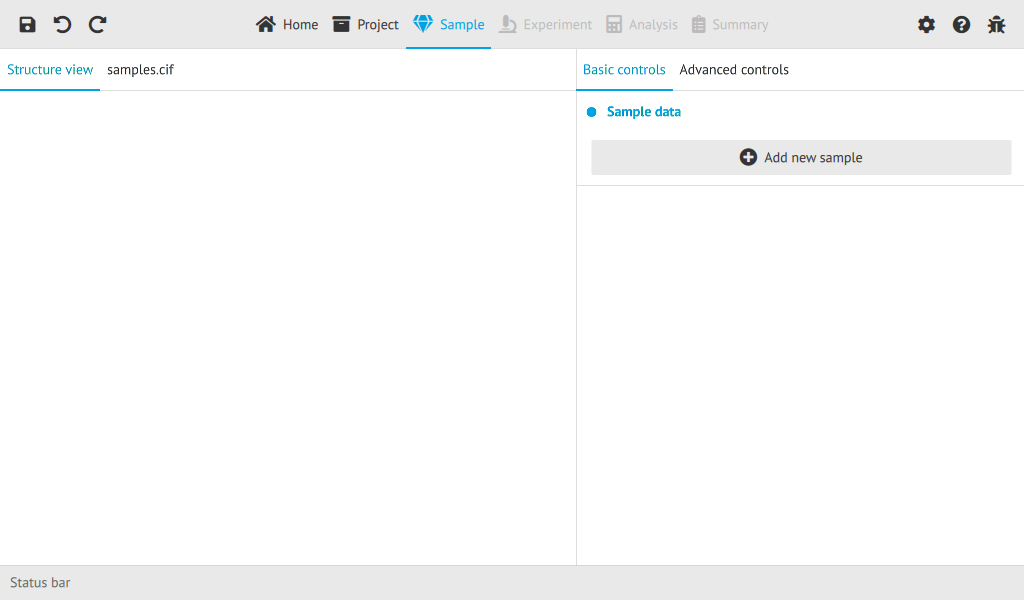 Home Project Sample Experiment Analysis Summary
Structure view samples.cif Basic controls Advanced controls
Sample data
Add new sample
Status bar